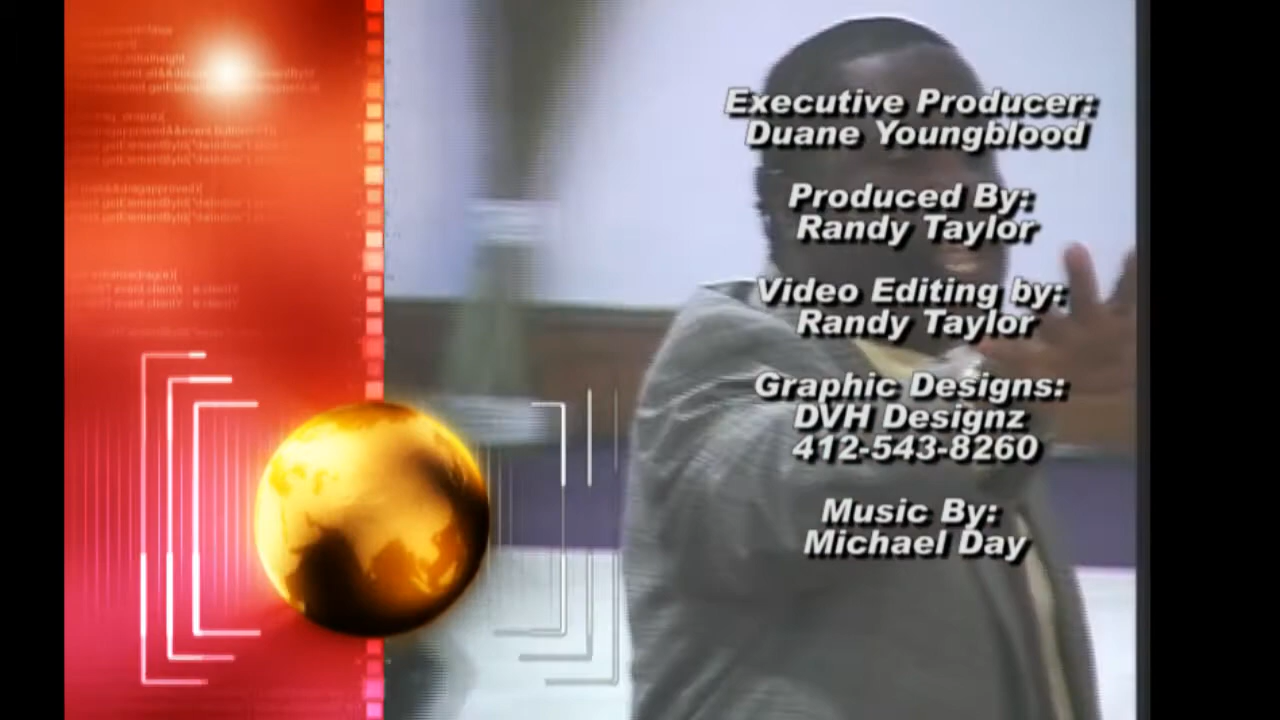 Executive Producer:
Duane Youngblood
Produced By:
Randy Taylor
Video Editing by:
Randy Taylor
Graphic Designs:
DVH Designz
412-543-8260
Music By:
Michael Day